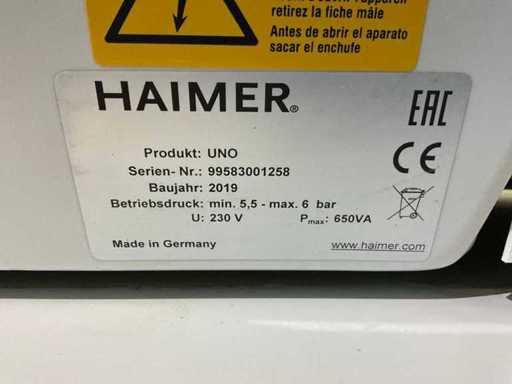 retirez la fiche mâle
Antes de abrir el aparato
sacar el enchufe
HAIMER®
EAC
Produkt: UNO
CE
Serien- Nr.: 99583001258
Baujahr: 2019
Betriebsdruck: min. 5,5 - max. 6 bar
U: 230 V Pmax: 650VA
Made in Germany
www.haimer.com